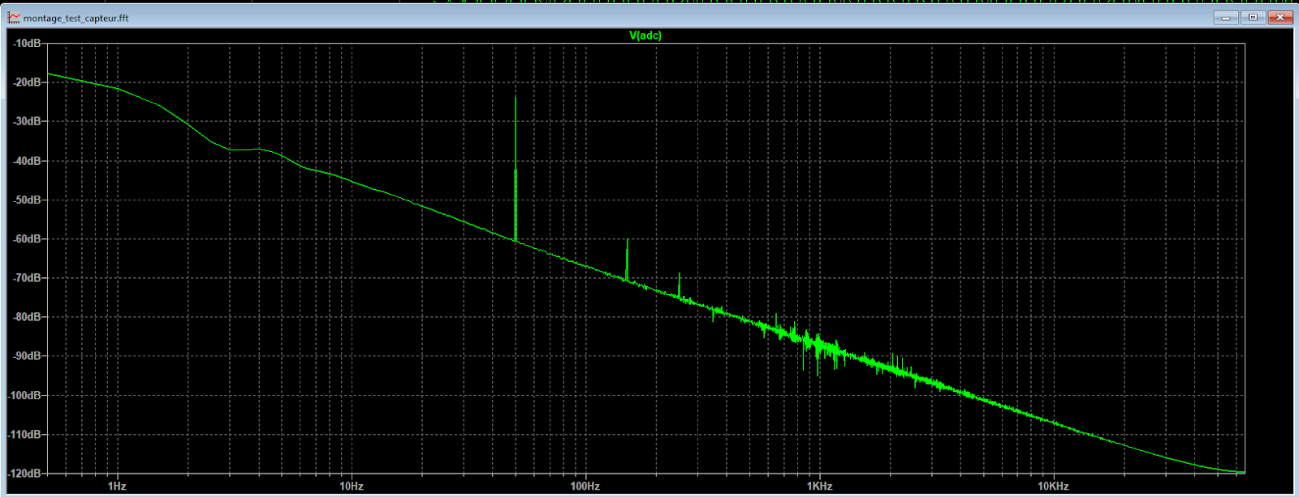 montage_test_capteur.fft
V(adc)
-10dB
-20dB
-30dB
-40dB
-50dB
-60dB
-70dB
-80dB
-90dB
-100dB
-110dB
-120dB
1Hz 10Hz 100Hz 1KHz 10KHz